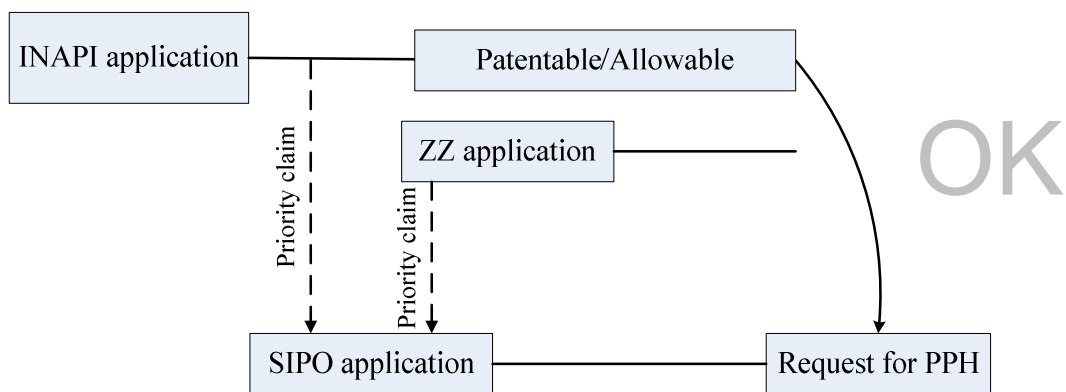 INAPI application
Patentable/Allowable
ZZ application
OK
Priority claim
Priority claim
SIPO application
Request for PPH